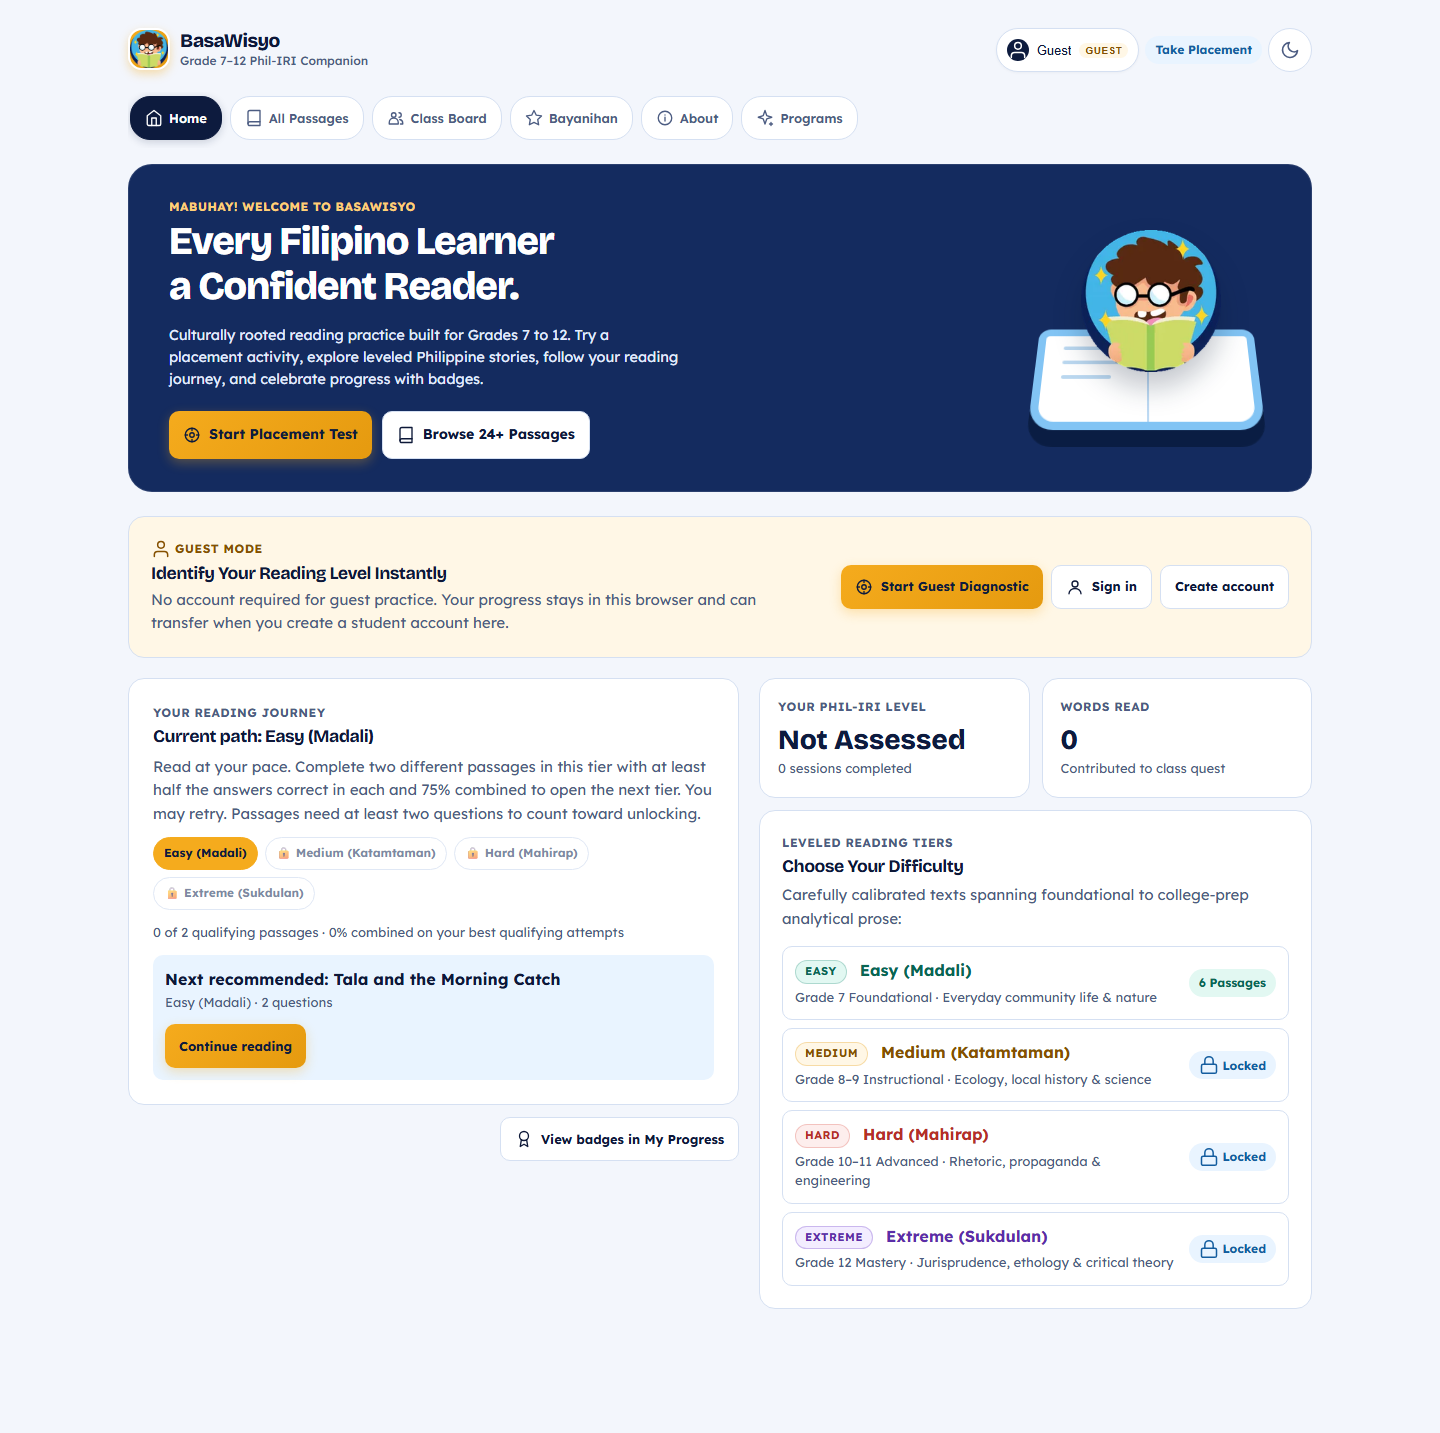 BasaWisyo
Grade 7–12 Phil-IRI Companion
Guest GUEST
Take Placement
Home
All Passages
Class Board
Bayanihan
About
Programs
MABUHAY! WELCOME TO BASAWISYO
Every Filipino Learner
a Confident Reader.
Culturally rooted reading practice built for Grades 7 to 12. Try a
placement activity, explore leveled Philippine stories, follow your reading
journey, and celebrate progress with badges.
Start Placement Test
Browse 24+ Passages
GUEST MODE
Identify Your Reading Level Instantly
No account required for guest practice. Your progress stays in this browser and can
transfer when you create a student account here.
Start Guest Diagnostic
Sign in
Create account
YOUR READING JOURNEY
Current path: Easy (Madali)
Read at your pace. Complete two different passages in this tier with at least
half the answers correct in each and 75% combined to open the next tier. You
may retry. Passages need at least two questions to count toward unlocking.
Easy (Madali)
Medium (Katamtaman)
Hard (Mahirap)
Extreme (Sukdulan)
0 of 2 qualifying passages · 0% combined on your best qualifying attempts
Next recommended: Tala and the Morning Catch
Easy (Madali) · 2 questions
Continue reading
View badges in My Progress
YOUR PHIL-IRI LEVEL
Not Assessed
0 sessions completed
WORDS READ
0
Contributed to class quest
LEVELED READING TIERS
Choose Your Difficulty
Carefully calibrated texts spanning foundational to college-prep
analytical prose:
EASY Easy (Madali)
Grade 7 Foundational · Everyday community life & nature
6 Passages
MEDIUM Medium (Katamtaman)
Grade 8–9 Instructional · Ecology, local history & science
Locked
HARD Hard (Mahirap)
Grade 10–11 Advanced · Rhetoric, propaganda &
engineering
Locked
EXTREME Extreme (Sukdulan)
Grade 12 Mastery · Jurisprudence, ethology & critical theory
Locked